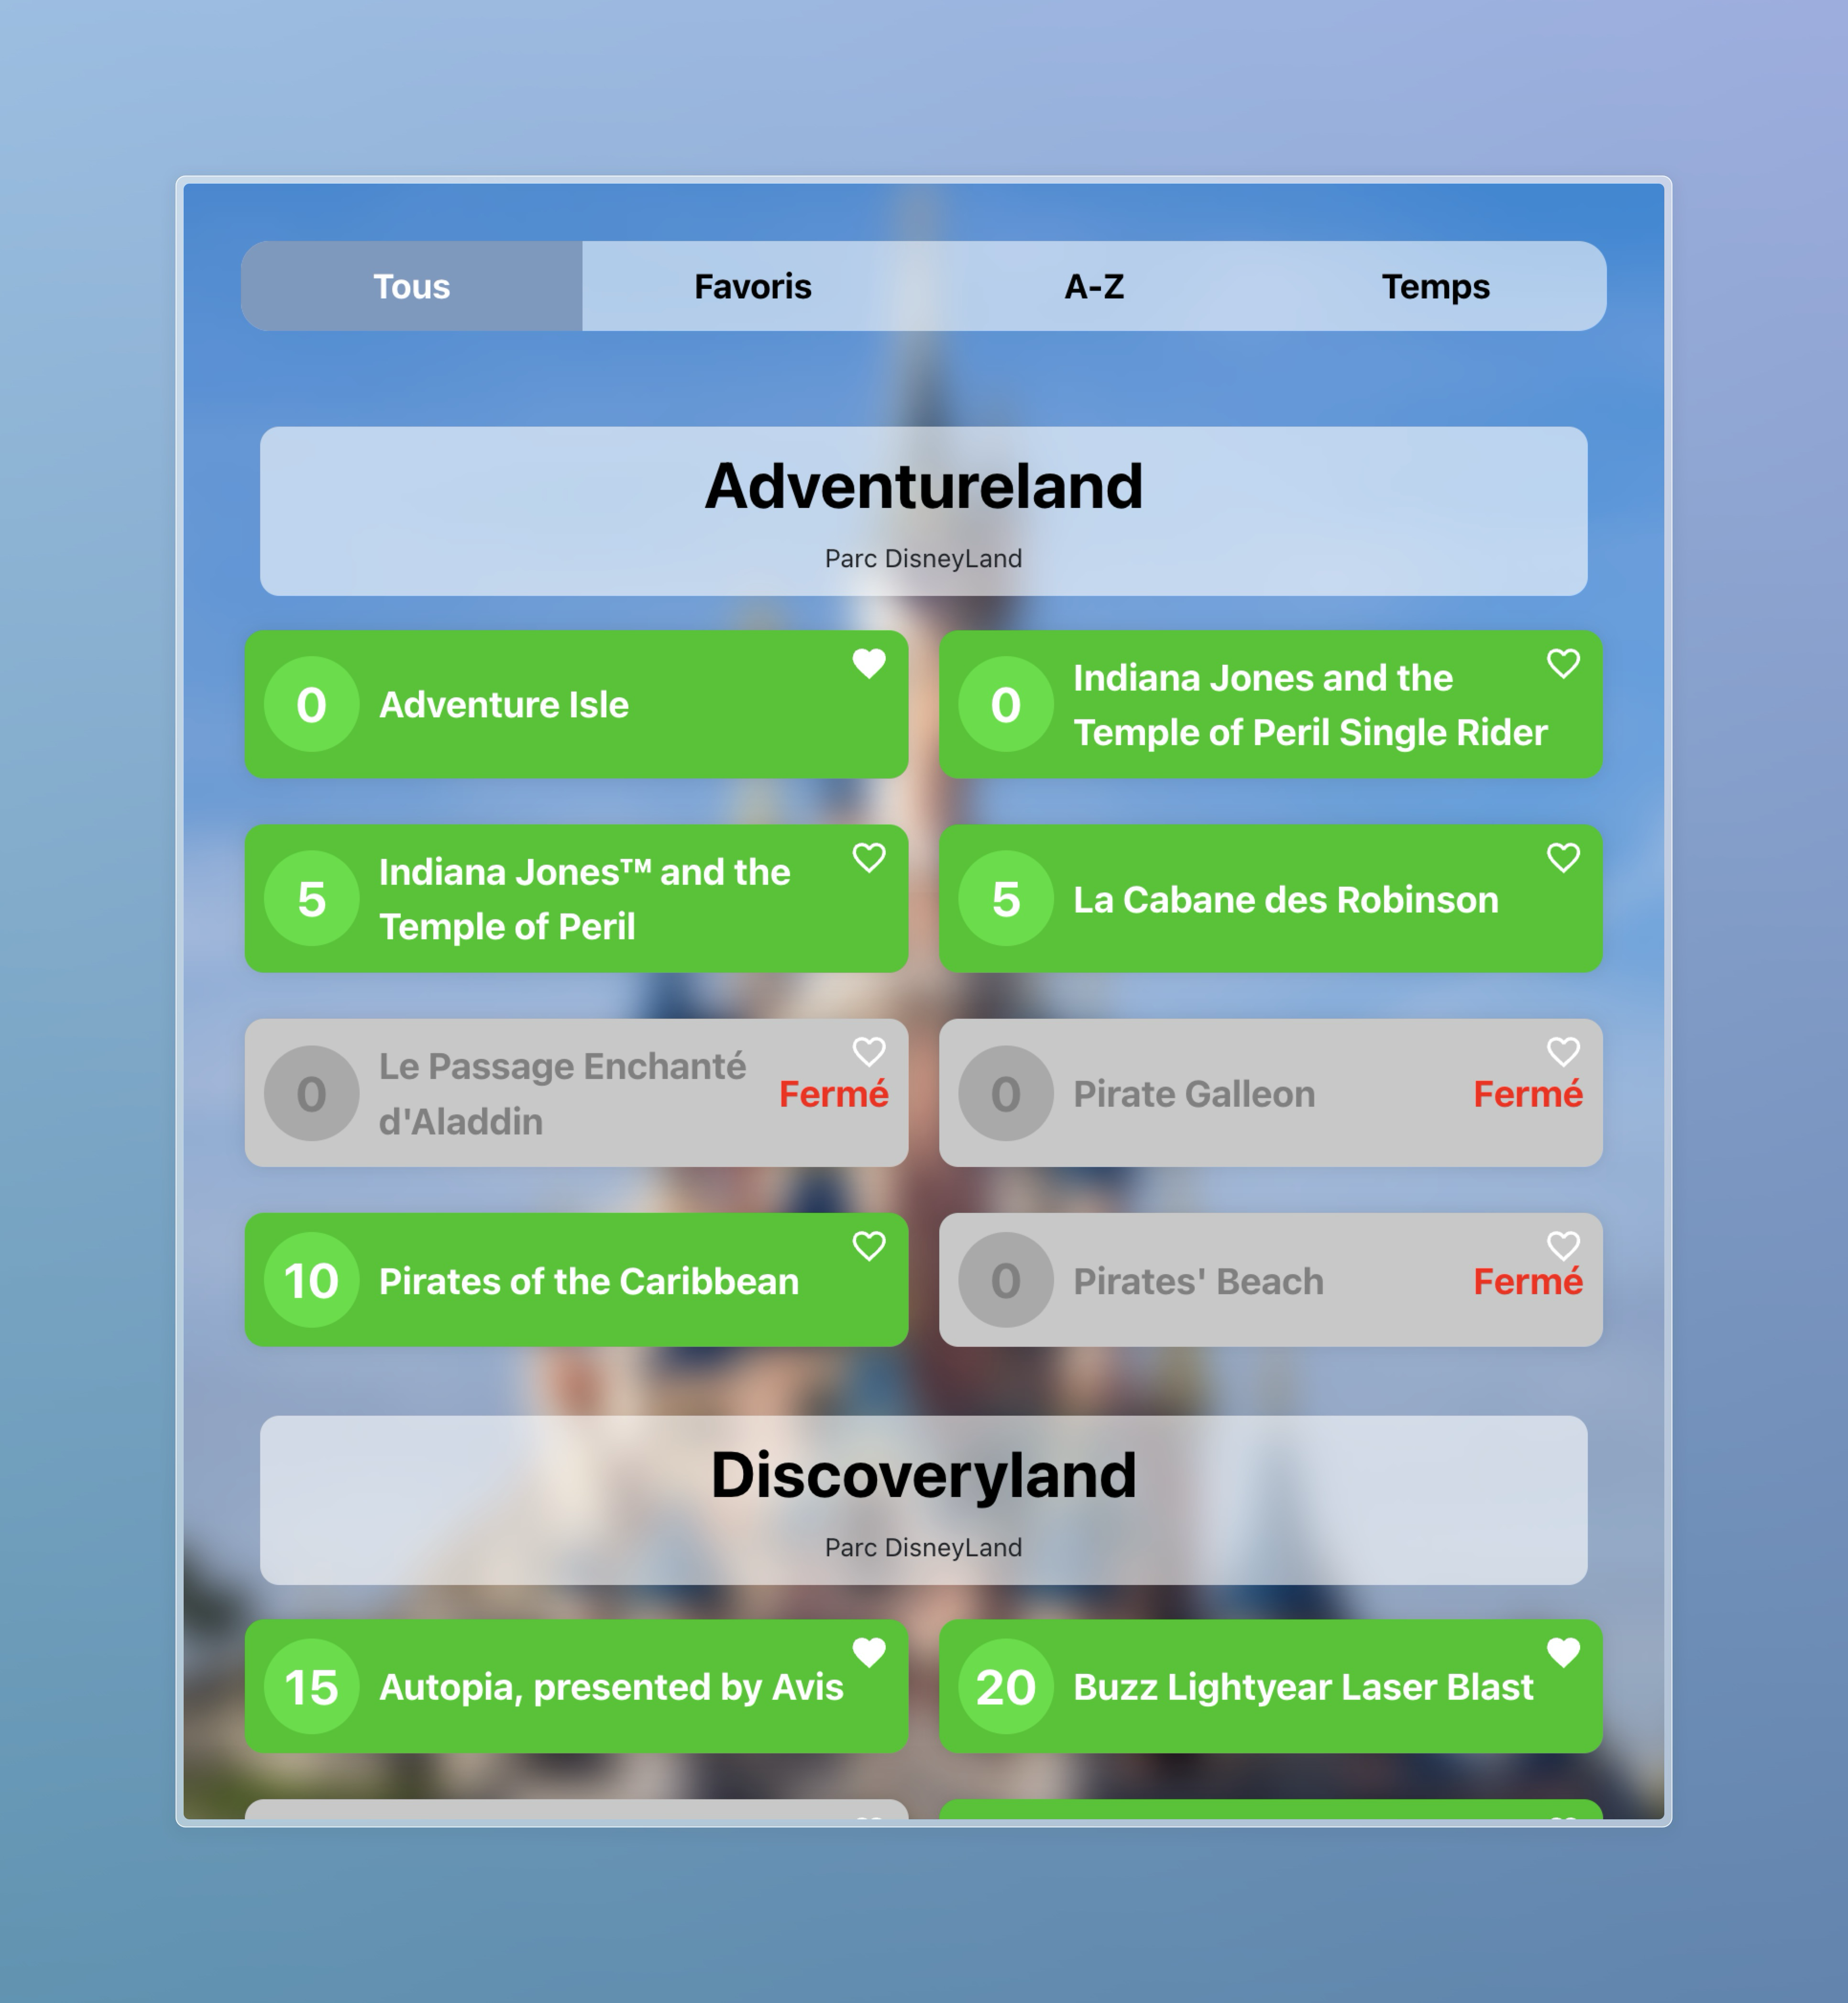 Tous
Favoris
A-Z
Temps
Adventureland
Parc DisneyLand
0
Adventure Isle
0
Indiana Jones and the
Temple of Peril Single Rider
5
Indiana Jones™ and the
Temple of Peril
5
La Cabane des Robinson
0
Le Passage Enchanté
d'Aladdin
Fermé
0
Pirate Galleon
Fermé
10
Pirates of the Caribbean
0
Pirates' Beach
Fermé
Discoveryland
Parc DisneyLand
15
Autopia, presented by Avis
20
Buzz Lightyear Laser Blast